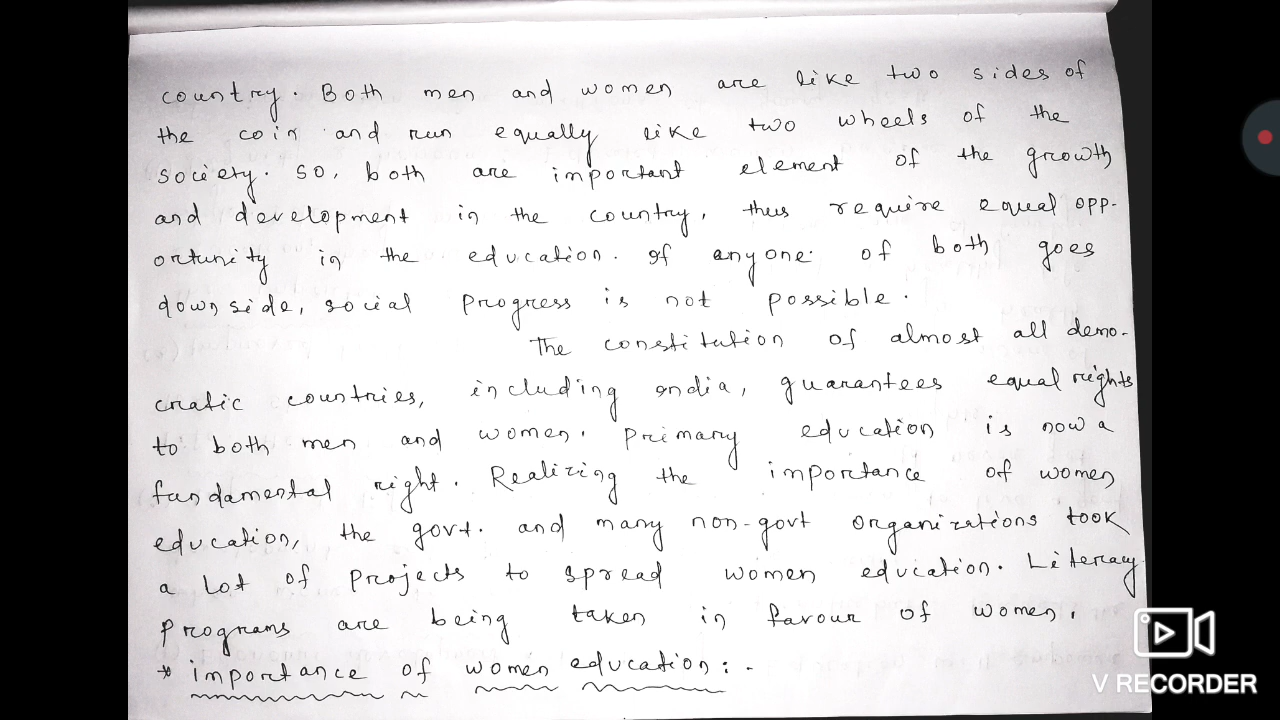 country. Both men and women are like two sides of
the coin and run equally like two wheels of the
society. so, both are important element of the growth
and development in the country, thus require equal opp-
ortunity in the education. If anyone of both goes
down side, social progress is not possible.
The constitution of almost all demo-
cratic countries, including India, guarantees equal rights
to both men and women. Primary education is now a
fundamental right. Realizing the importance of women
education, the govt. and many non-govt organizations took
a lot of projects to spread women education. Literacy
programs are being taken in favour of women.
* importance of women education:-
V RECORDER